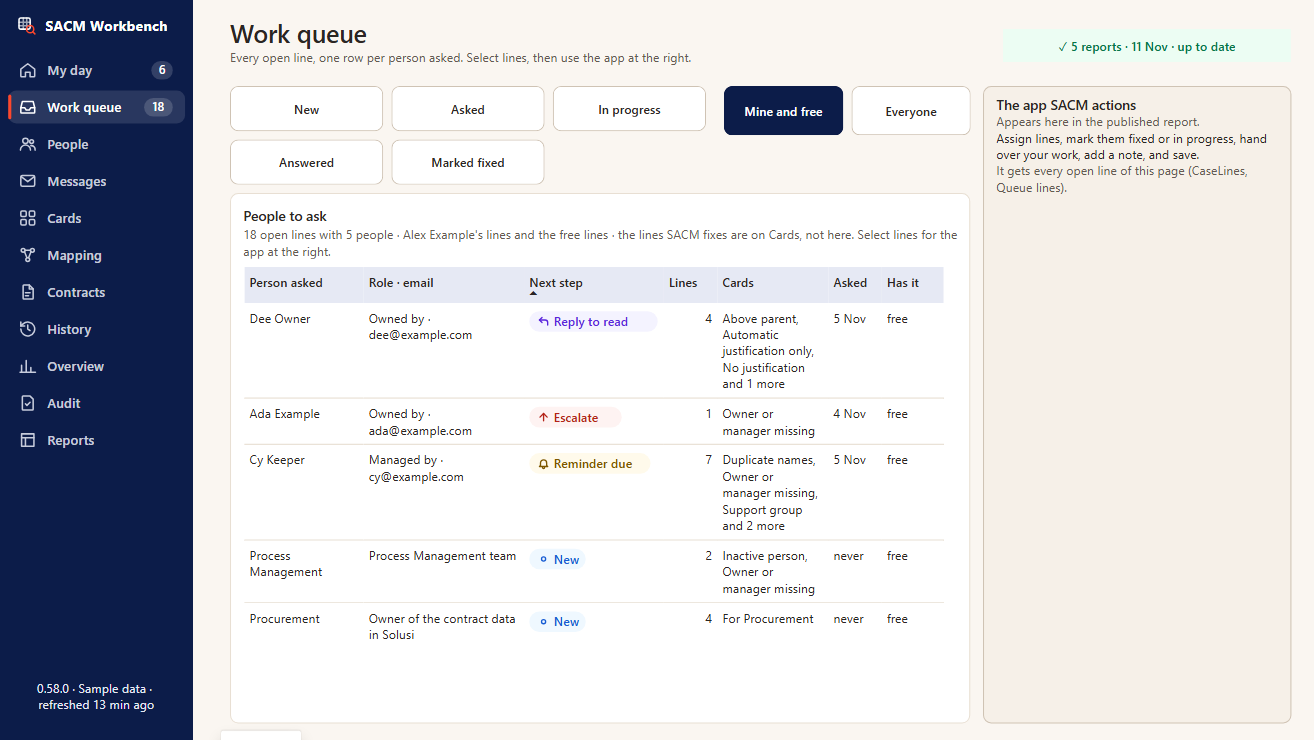 SACM Workbench
My day 6
Work queue 18
People
Messages
Cards
Mapping
Contracts
History
Overview
Audit
Reports
0.58.0 · Sample data ·
refreshed 13 min ago
Work queue
Every open line, one row per person asked. Select lines, then use the app at the right.
✓ 5 reports · 11 Nov · up to date
New
Asked
In progress
Mine and free
Everyone
Answered
Marked fixed
People to ask
18 open lines with 5 people · Alex Example's lines and the free lines · the lines SACM fixes are on Cards, not here. Select lines for the
app at the right.
Person asked Role · email Next step Lines Cards Asked Has it
Dee Owner Owned by · Reply to read 4 Above parent, 5 Nov free
dee@example.com Automatic
justification only,
No justification
and 1 more
Ada Example Owned by · Escalate 1 Owner or 4 Nov free
ada@example.com manager missing
Cy Keeper Managed by · Reminder due 7 Duplicate names, 5 Nov free
cy@example.com Owner or
manager missing,
Support group
and 2 more
Process Process Management team New 2 Inactive person, never free
Management Owner or
manager missing
Procurement Owner of the contract data New 4 For Procurement never free
in Solusi
The app SACM actions
Appears here in the published report.
Assign lines, mark them fixed or in progress, hand
over your work, add a note, and save.
It gets every open line of this page (CaseLines,
Queue lines).